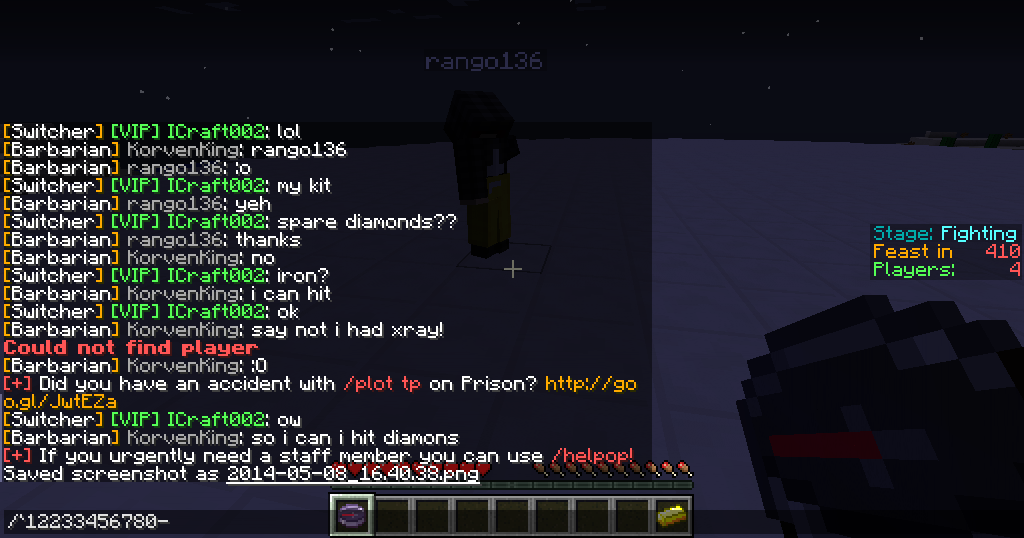 rango136
[Switcher] [VIP] ICraft002: lol
[Barbarian] KorvenKing: rango136
[Barbarian] rango136: :o
[Switcher] [VIP] ICraft002: my kit
[Barbarian] rango136: yeh
[Switcher] [VIP] ICraft002: spare diamonds??
[Barbarian] rango136: thanks
[Barbarian] KorvenKing: no
[Switcher] [VIP] ICraft002: iron?
[Barbarian] KorvenKing: i can hit
[Switcher] [VIP] ICraft002: ok
[Barbarian] KorvenKing: say not i had xray!
Could not find player
[Barbarian] KorvenKing: :O
[+] Did you have an accident with /plot tp on Prison? http://go
o.gl/JwtEZa
[Switcher] [VIP] ICraft002: ow
[Barbarian] KorvenKing: so i can i hit diamons
[+] If you urgently need a staff member you can use /helpop!
Saved screenshot as 2014-05-08_16.40.38.png
/^12233456780-
Stage: Fighting
Feast in 410
Players: 4